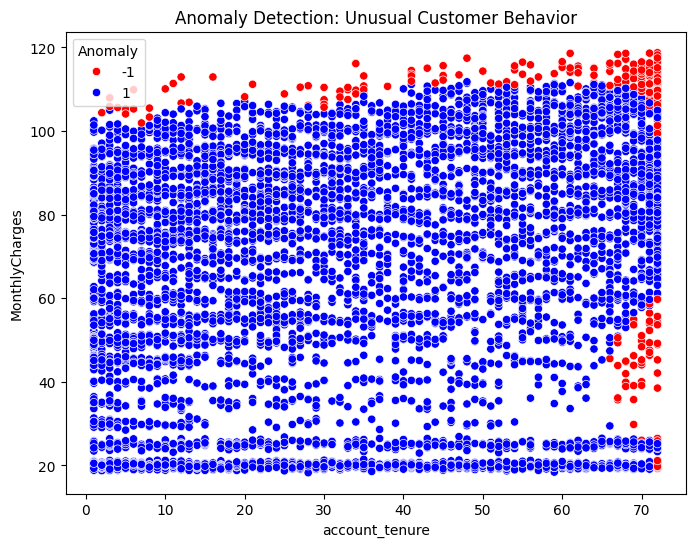 Anomaly Detection: Unusual Customer Behavior
Anomaly
-1
1
120
100
80
60
40
20
MonthlyCharges
0 10 20 30 40 50 60 70
account_tenure